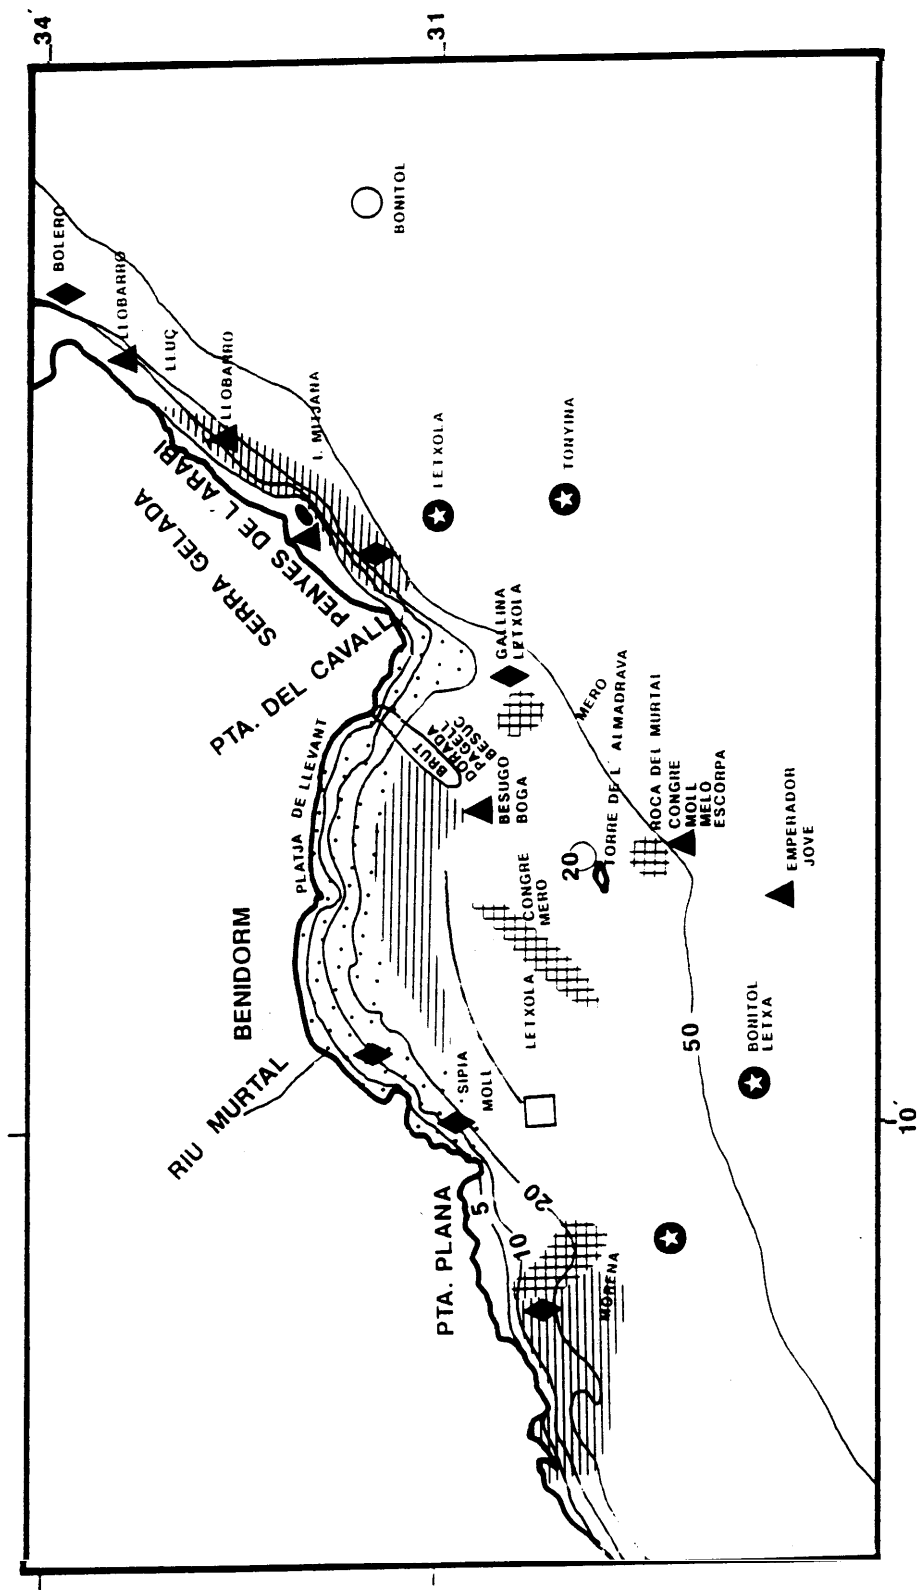 34´
31
10´
BOLERO
LLOBARRO
LLUÇ
LLOBARRO
I. MITJANA
BONITOL
SERRA GELADA
PENYES DE L´ARABI
PTA. DEL CAVALL
LETXOLA
TONYINA
GALLINA
LETXOLA
MERO
PLATJA DE LLEVANT
BRUT
DORADA
PAGELL
BESUC
BESUGO
BOGA
TORRE DE L´ALMADRAVA
20
ROCA DEL MURTAL
CONGRE
MOLL
MELO
ESCORPA
EMPERADOR
JOVE
CONGRE
MERO
LETXOLA
BENIDORM
RIU MURTAL
SIPIA
MOLL
50
BONITOL
LETXA
PTA. PLANA
5
10
20
MORENA